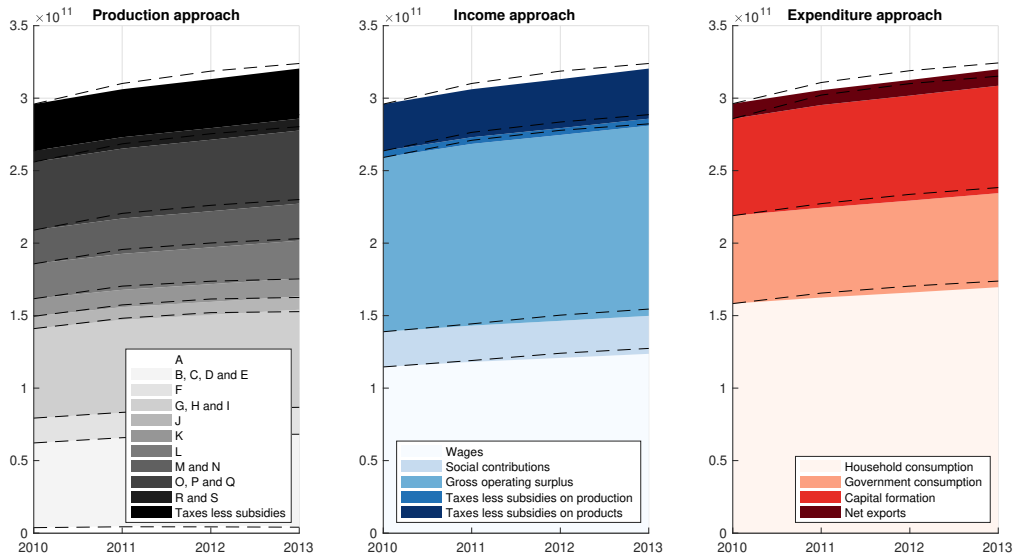 Production approach
×10^11
3.5
3
2.5
2
1.5
1
0.5
0
2010 2011 2012 2013
A
B, C, D and E
F
G, H and I
J
K
L
M and N
O, P and Q
R and S
Taxes less subsidies
Income approach
×10^11
3.5
3
2.5
2
1.5
1
0.5
0
2010 2011 2012 2013
Wages
Social contributions
Gross operating surplus
Taxes less subsidies on production
Taxes less subsidies on products
Expenditure approach
×10^11
3.5
3
2.5
2
1.5
1
0.5
0
2010 2011 2012 2013
Household consumption
Government consumption
Capital formation
Net exports